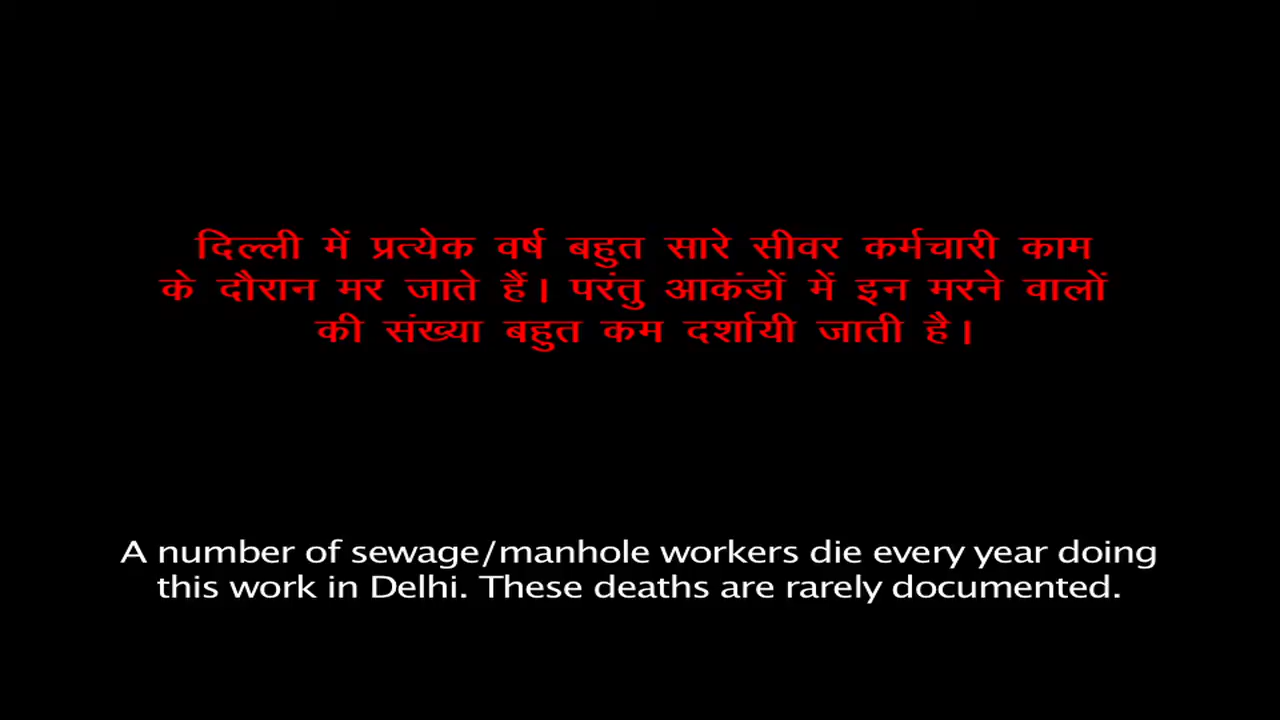 दिल्ली में प्रत्येक वर्ष बहुत सारे सीवर कर्मचारी काम
के दौरान मर जाते हैं। परंतु आकंडों में इन मरने वालों
की संख्या बहुत कम दर्शायी जाती है।
A number of sewage/manhole workers die every year doing
this work in Delhi. These deaths are rarely documented.